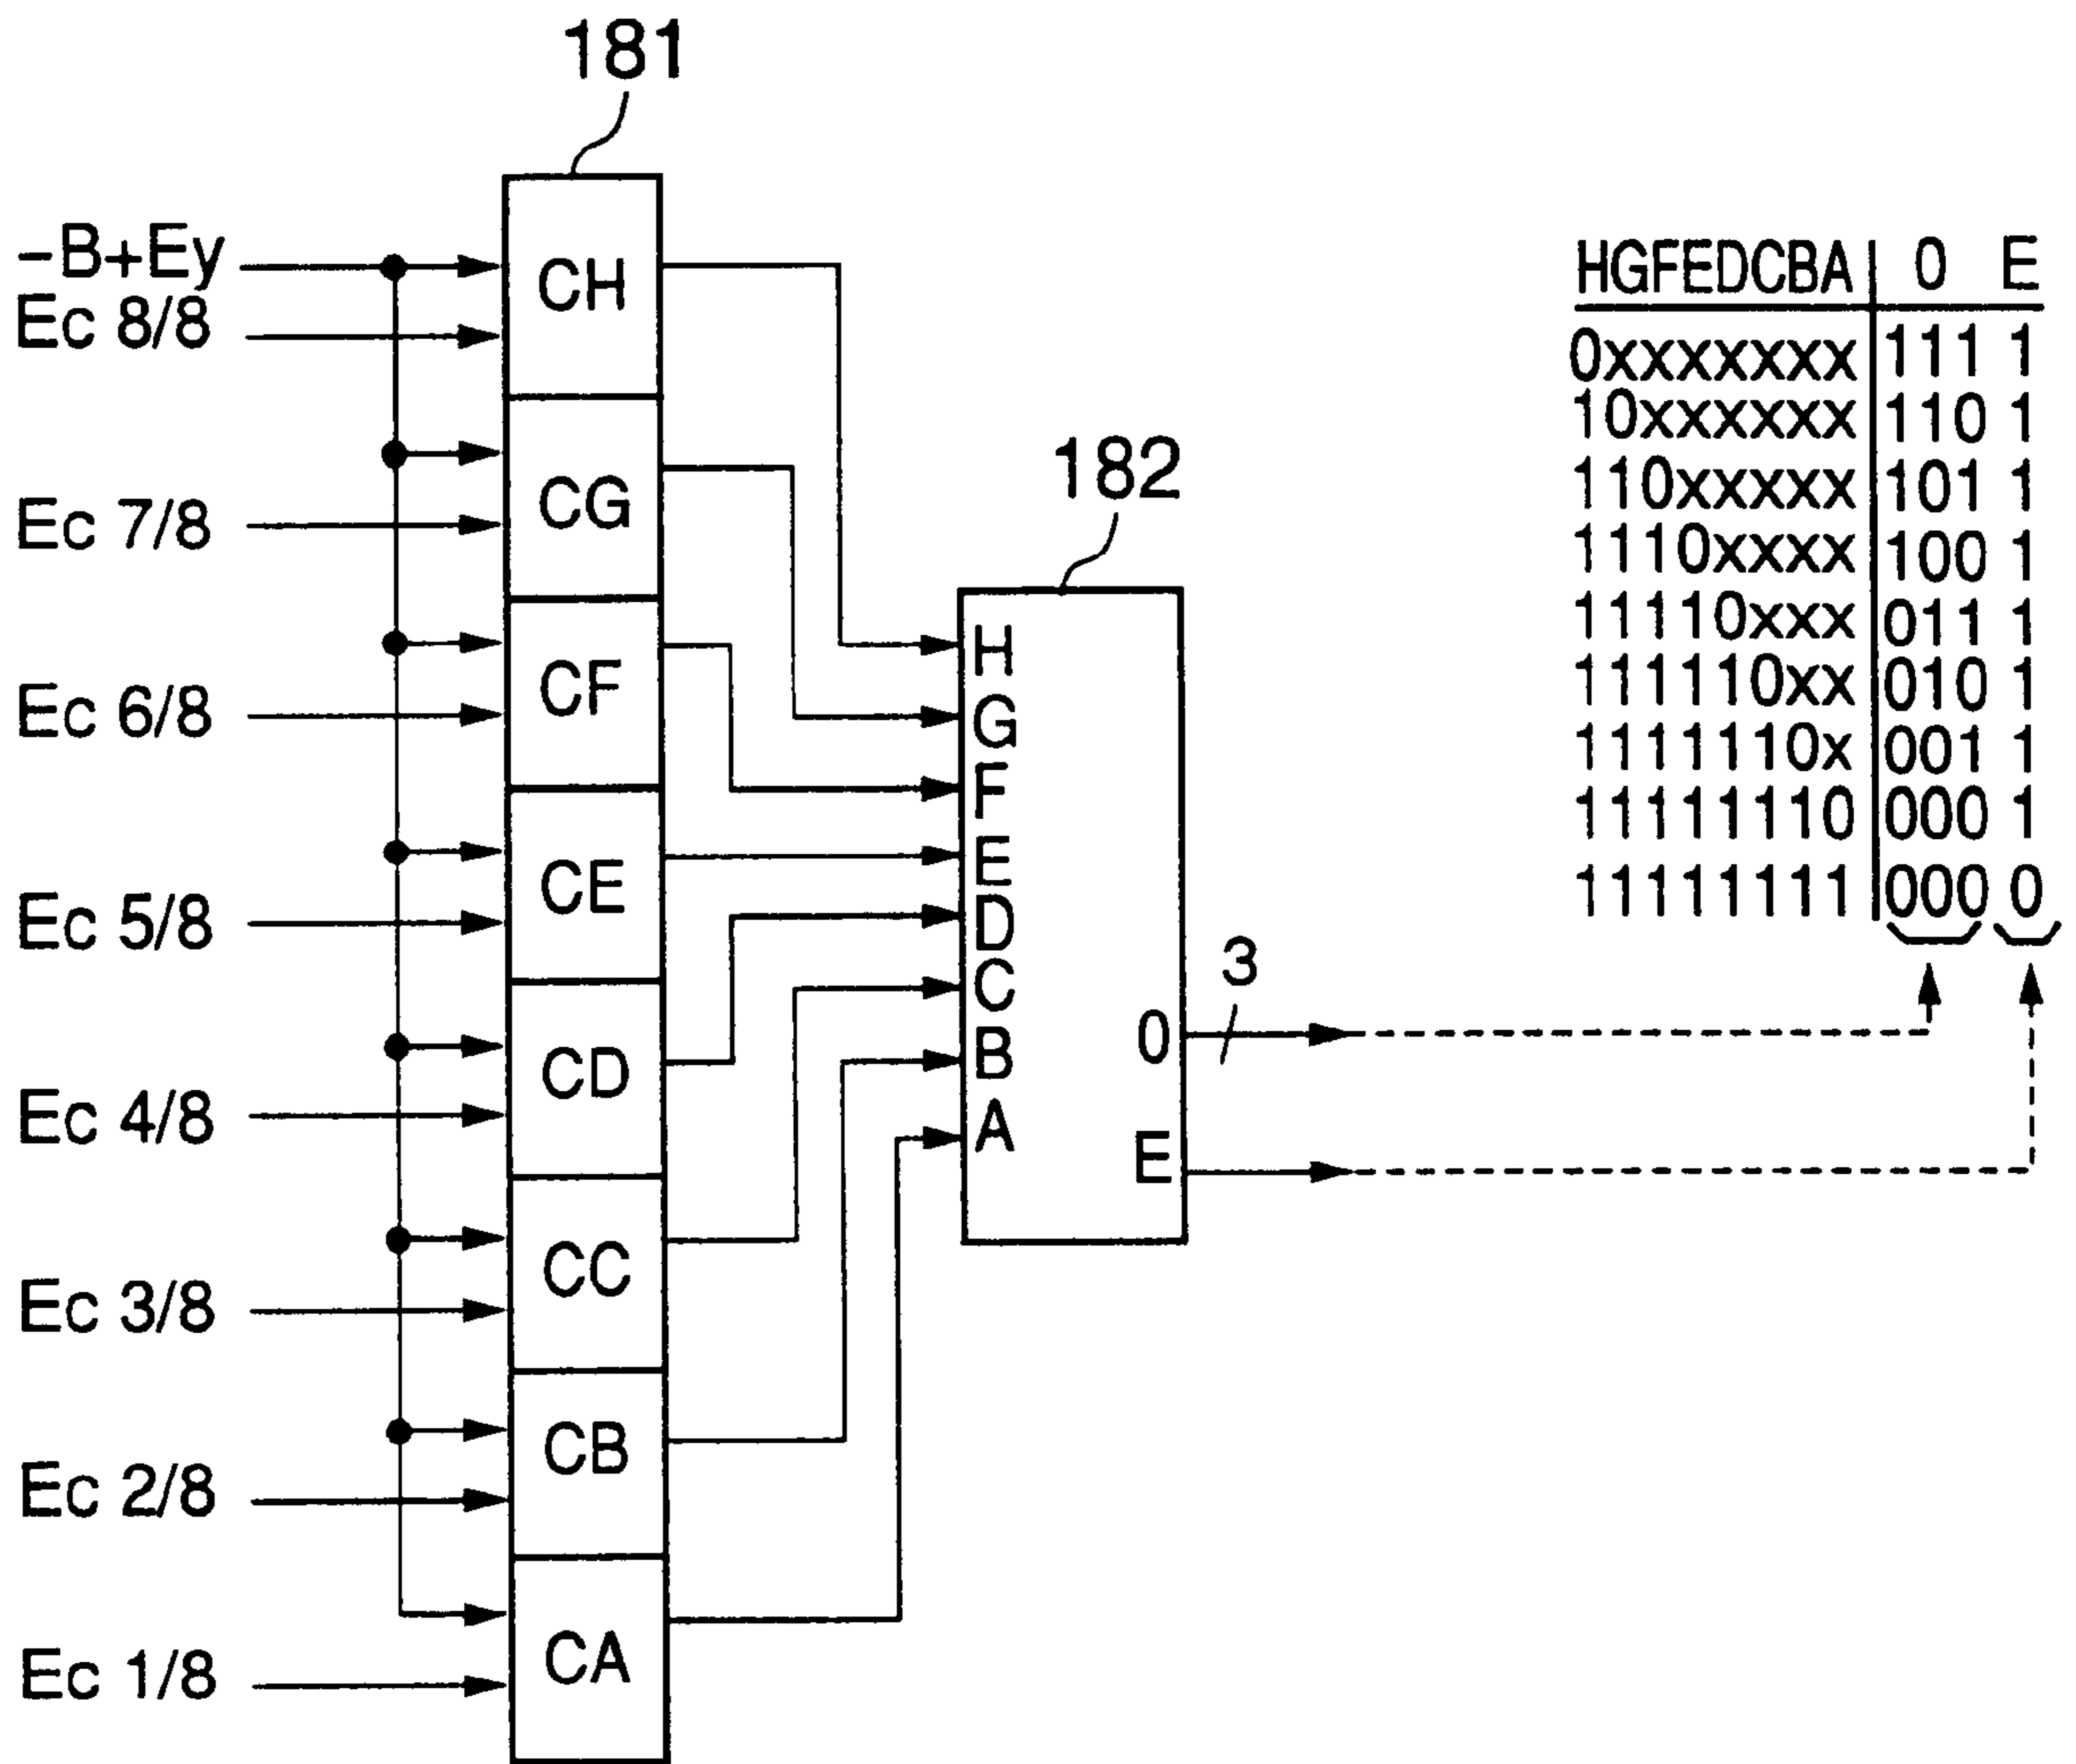 181
-B+Ey
Ec 8/8
Ec 7/8
Ec 6/8
Ec 5/8
Ec 4/8
Ec 3/8
Ec 2/8
Ec 1/8
CH
CG
CF
CE
CD
CC
CB
CA
182
H
G
F
E
D
C
B
A
0
E
3
HGFEDCBA 0 E
0xxxxxxx 111 1
10xxxxxx 110 1
110xxxxx 101 1
1110xxxx 100 1
11110xxx 011 1
111110xx 010 1
1111110x 001 1
11111110 000 1
11111111 000 0